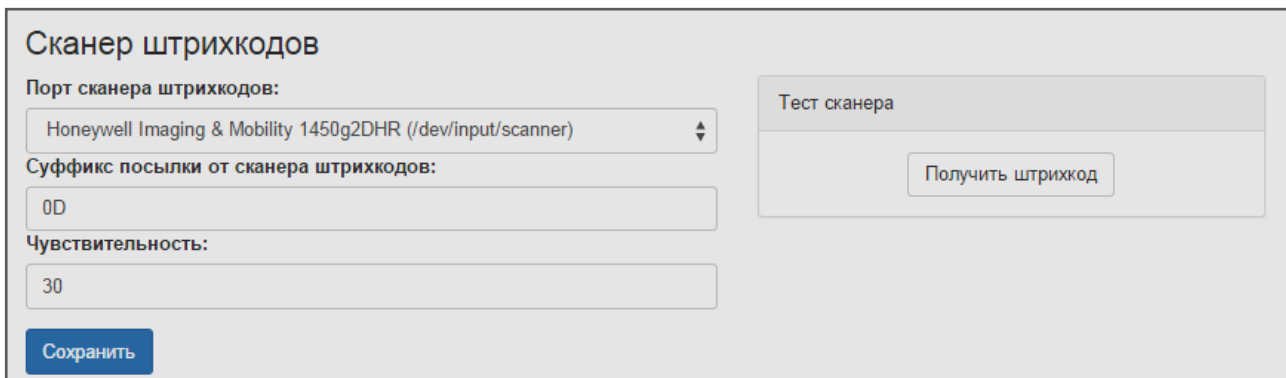 Сканер штрихкодов
Порт сканера штрихкодов:
Honeywell Imaging & Mobility 1450g2DHR (/dev/input/scanner)
Суффикс посылки от сканера штрихкодов:
0D
Чувствительность:
30
Сохранить
Тест сканера
Получить штрихкод